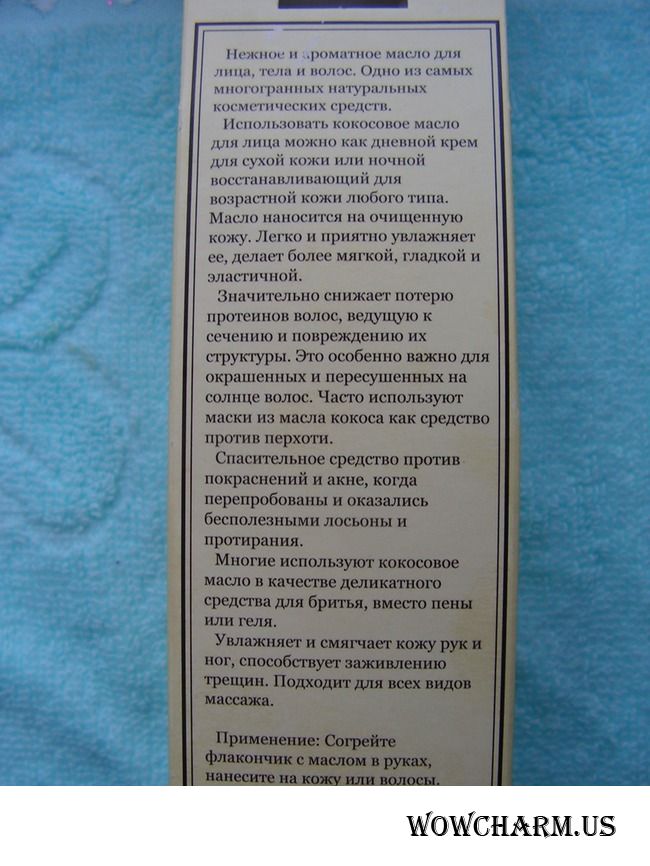 Нежное и ароматное масло для
лица, тела и волос. Одно из самых
многогранных натуральных
косметических средств.
Использовать кокосовое масло
для лица можно как дневной крем
для сухой кожи или ночной
восстанавливающий для
возрастной кожи любого типа.
Масло наносится на очищенную
кожу. Легко и приятно увлажняет
ее, делает более мягкой, гладкой и
эластичной.
Значительно снижает потерю
протеинов волос, ведущую к
сечению и повреждению их
структуры. Это особенно важно для
окрашенных и пересушенных на
солнце волос. Часто используют
маски из масла кокоса как средство
против перхоти.
Спасительное средство против
покраснений и акне, когда
перепробованы и оказались
бесполезными лосьоны и
протирания.
Многие используют кокосовое
масло в качестве деликатного
средства для бритья, вместо пены
или геля.
Увлажняет и смягчает кожу рук и
ног, способствует заживлению
трещин. Подходит для всех видов
массажа.
Применение: Согрейте
флакончик с маслом в руках,
нанесите на кожу или волосы.
WOWCHARM.US